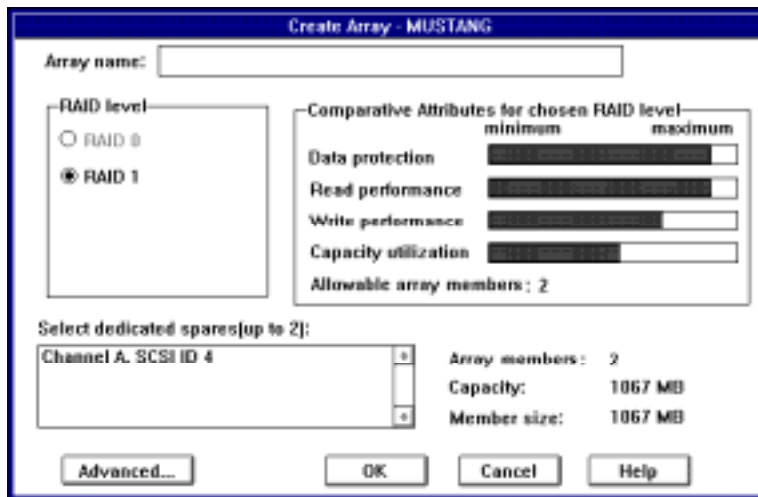 Create Array - MUSTANG
Array name:
RAID level
RAID 0
RAID 1
Comparative Attributes for chosen RAID level
minimum maximum
Data protection
Read performance
Write performance
Capacity utilization
Allowable array members: 2
Select dedicated spares(up to 2):
Channel A. SCSI ID 4
Array members: 2
Capacity: 1067 MB
Member size: 1067 MB
Advanced... OK Cancel Help